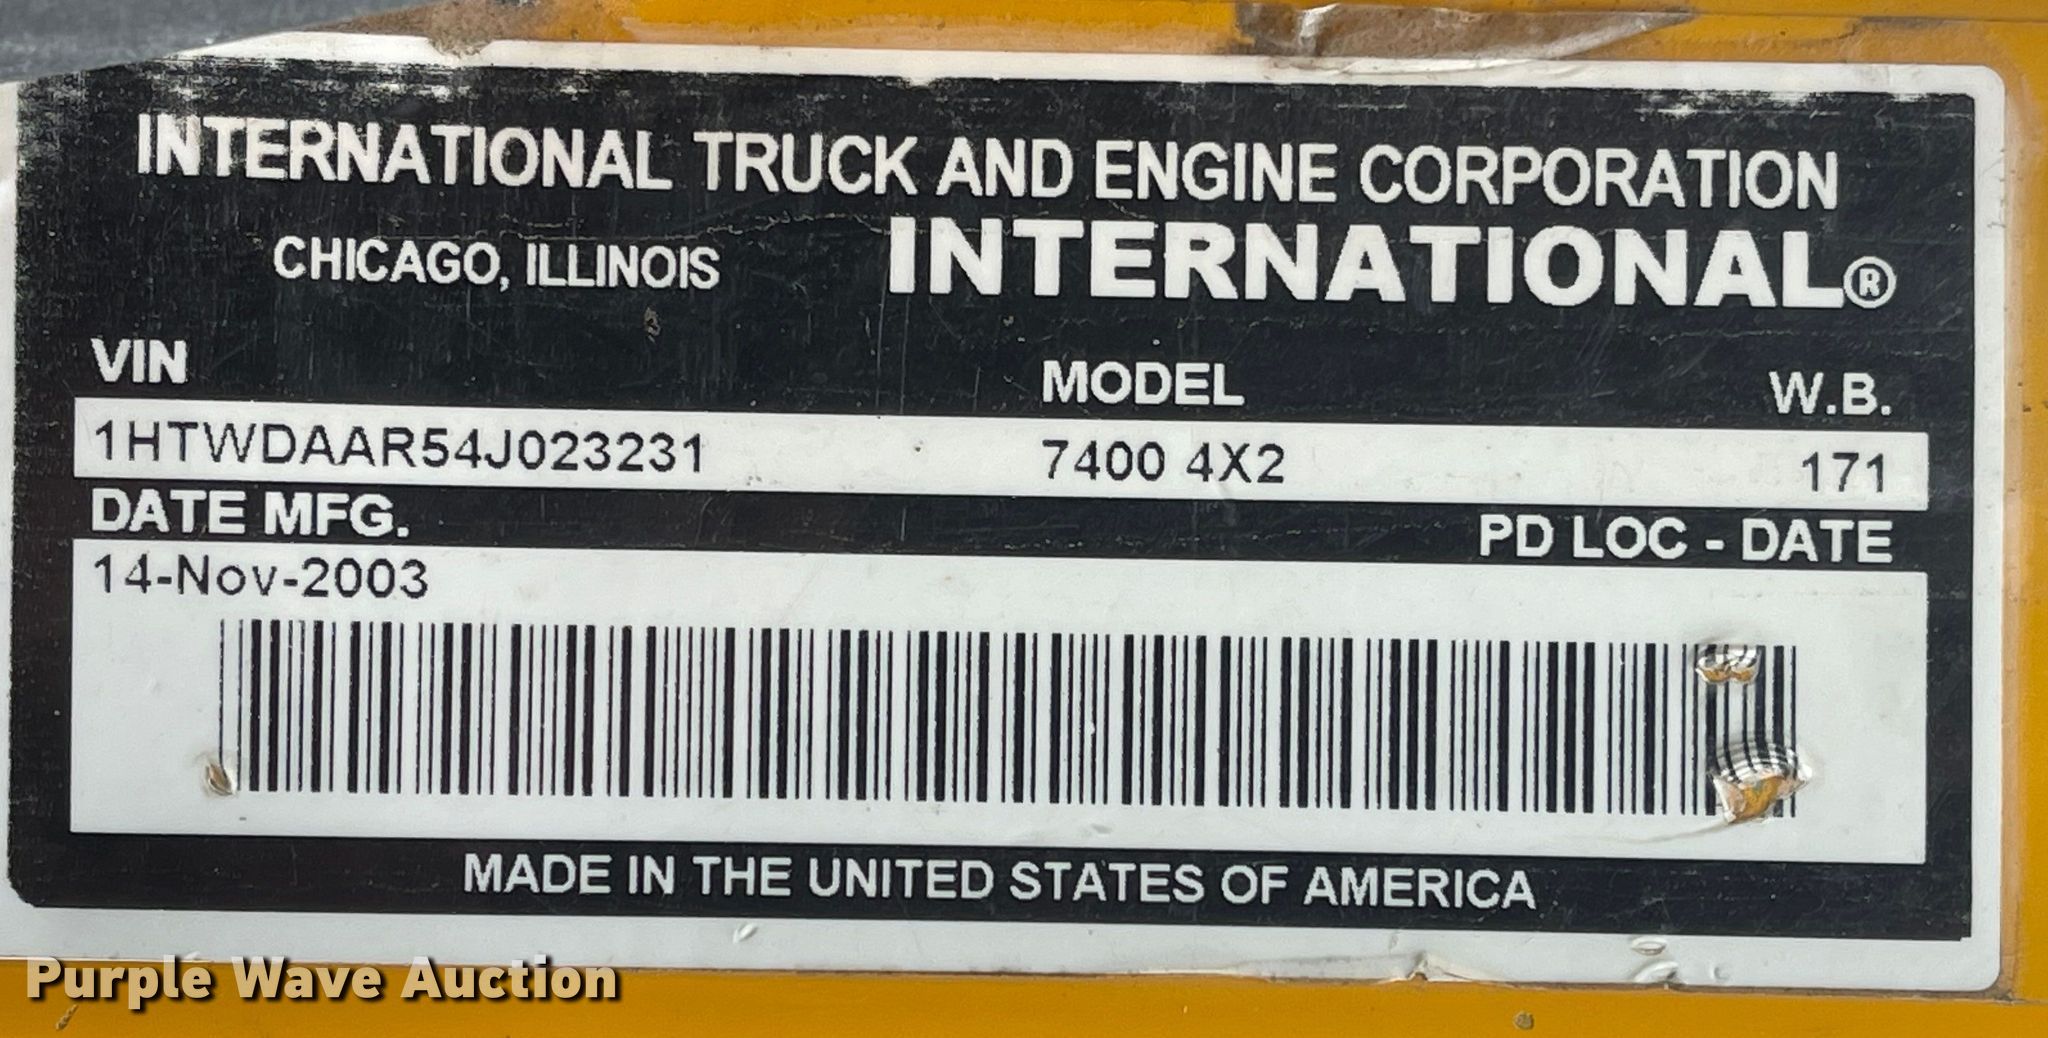 INTERNATIONAL TRUCK AND ENGINE CORPORATION
CHICAGO, ILLINOIS INTERNATIONAL®
VIN MODEL W.B.
1HTWDAAR54J023231 7400 4X2 171
DATE MFG. PD LOC - DATE
14-Nov-2003
MADE IN THE UNITED STATES OF AMERICA
Purple Wave Auction